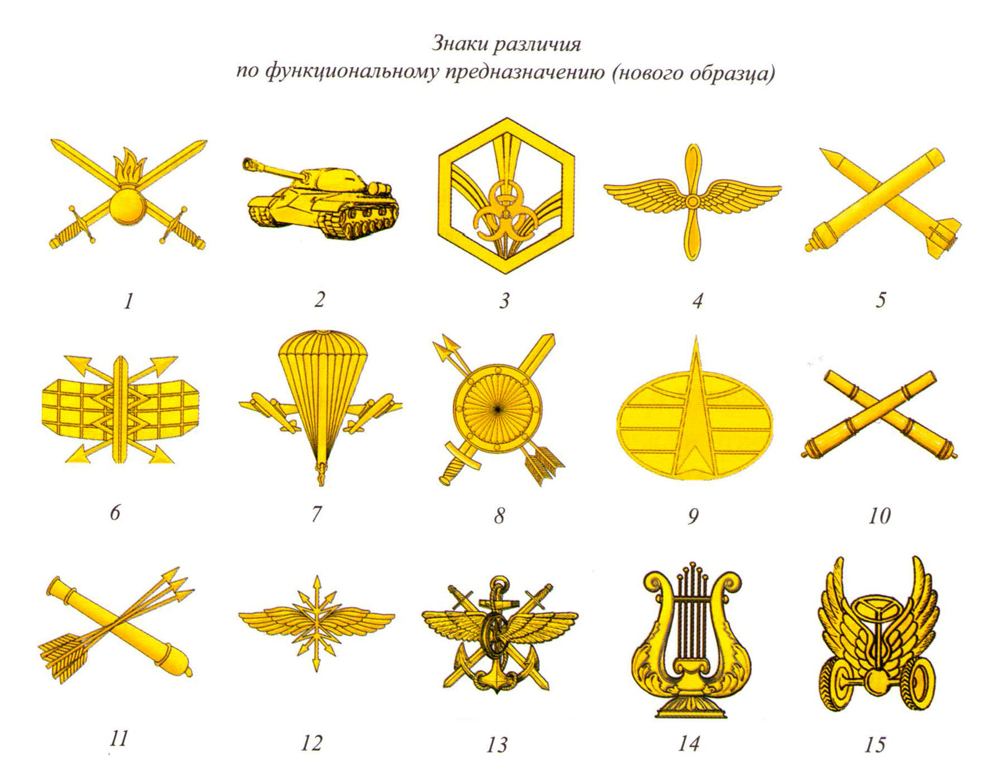 Знаки различия
по функциональному предназначению (нового образца)
1 2 3 4 5
6 7 8 9 10
11 12 13 14 15